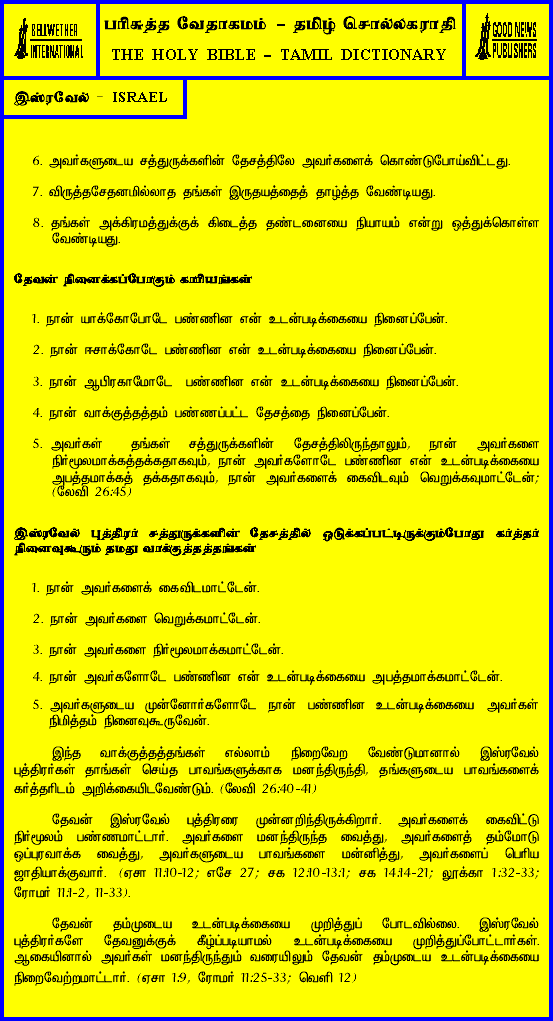 BELLWETHER
INTERNATIONAL
பரிசுத்த வேதாகமம் – தமிழ் சொல்லகராதி
THE HOLY BIBLE – TAMIL DICTIONARY
GOOD NEWS
PUBLISHERS
இஸ்ரவேல் – ISRAEL
6. அவர்களுடைய சத்துருக்களின் தேசத்திலே அவர்களைக் கொண்டுபோய்விட்டது.
7. விருத்தசேதனமில்லாத தங்கள் இருதயத்தைத் தாழ்த்த வேண்டியது.
8. தங்கள் அக்கிரமத்துக்குக் கிடைத்த தண்டனையை நியாயம் என்று ஒத்துக்கொள்ள
வேண்டியது.
தேவன் நினைக்கப்போகும் காரியங்கள்
1. நான் யாக்கோபோடே பண்ணின என் உடன்படிக்கையை நினைப்பேன்.
2. நான் ஈசாக்கோடே பண்ணின என் உடன்படிக்கையை நினைப்பேன்.
3. நான் ஆபிரகாமோடே பண்ணின என் உடன்படிக்கையை நினைப்பேன்.
4. நான் வாக்குத்தத்தம் பண்ணப்பட்ட தேசத்தை நினைப்பேன்.
5. அவர்கள் தங்கள் சத்துருக்களின் தேசத்திலிருந்தாலும், நான் அவர்களை
நிர்மூலமாக்கத்தக்கதாகவும், நான் அவர்களோடே பண்ணின என் உடன்படிக்கையை
அபத்தமாக்கத் தக்கதாகவும், நான் அவர்களைக் கைவிடவும் வெறுக்கவுமாட்டேன்;
(லேவி 26:45)
இஸ்ரவேல் புத்திரர் சத்துருக்களின் தேசத்தில் ஒடுக்கப்பட்டிருக்கும்போது கர்த்தர்
நினைவுகூரும் தமது வாக்குத்தத்தங்கள்
1. நான் அவர்களைக் கைவிடமாட்டேன்.
2. நான் அவர்களை வெறுக்கமாட்டேன்.
3. நான் அவர்களை நிர்மூலமாக்கமாட்டேன்.
4. நான் அவர்களோடே பண்ணின என் உடன்படிக்கையை அபத்தமாக்கமாட்டேன்.
5. அவர்களுடைய முன்னோர்களோடே நான் பண்ணின உடன்படிக்கையை அவர்கள்
நிமித்தம் நினைவுகூருவேன்.
இந்த வாக்குத்தத்தங்கள் எல்லாம் நிறைவேற வேண்டுமானால் இஸ்ரவேல்
புத்திரர்கள் தாங்கள் செய்த பாவங்களுக்காக மனந்திருந்தி, தங்களுடைய பாவங்களைக்
கர்த்தரிடம் அறிக்கையிடவேண்டும். (லேவி 26:40-41)
தேவன் இஸ்ரவேல் புத்திரரை முன்னறிந்திருக்கிறார். அவர்களைக் கைவிட்டு
நிர்மூலம் பண்ணமாட்டார். அவர்களை மனந்திருந்த வைத்து, அவர்களைத் தம்மோடு
ஒப்புரவாக்க வைத்து, அவர்களுடைய பாவங்களை மன்னித்து, அவர்களைப் பெரிய
ஜாதியாக்குவார். (ஏசா 11:10-12; எசே 27; சக 12:10-13:1; சக 14:14-21; லூக்கா 1:32-33;
ரோமர் 11:1-2, 11-33).
தேவன் தம்முடைய உடன்படிக்கையை முறித்துப் போடவில்லை. இஸ்ரவேல்
புத்திரர்களே தேவனுக்குக் கீழ்ப்படியாமல் உடன்படிக்கையை முறித்துப்போட்டார்கள்.
ஆகையினால் அவர்கள் மனந்திருந்தும் வரையிலும் தேவன் தம்முடைய உடன்படிக்கையை
நிறைவேற்றமாட்டார். (ஏசா 1:9, ரோமர் 11:25-33; வெளி 12)